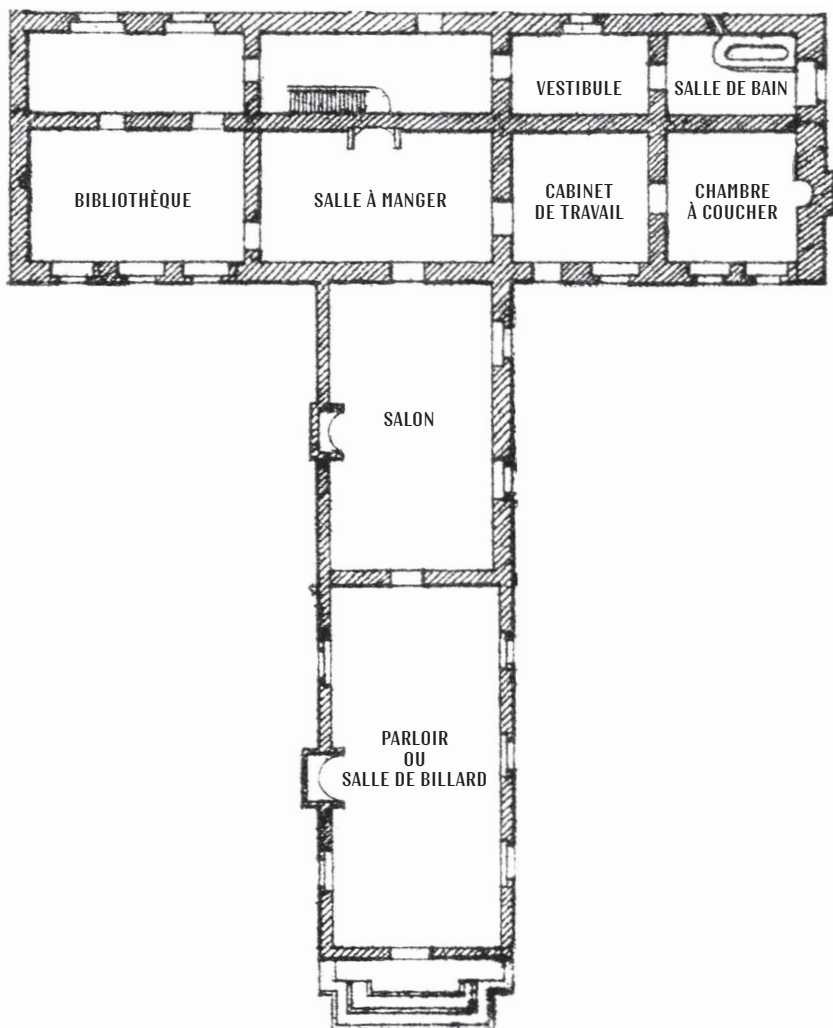 VESTIBULE
SALLE DE BAIN
BIBLIOTHÈQUE
SALLE À MANGER
CABINET
DE TRAVAIL
CHAMBRE
À COUCHER
SALON
PARLOIR
OU
SALLE DE BILLARD